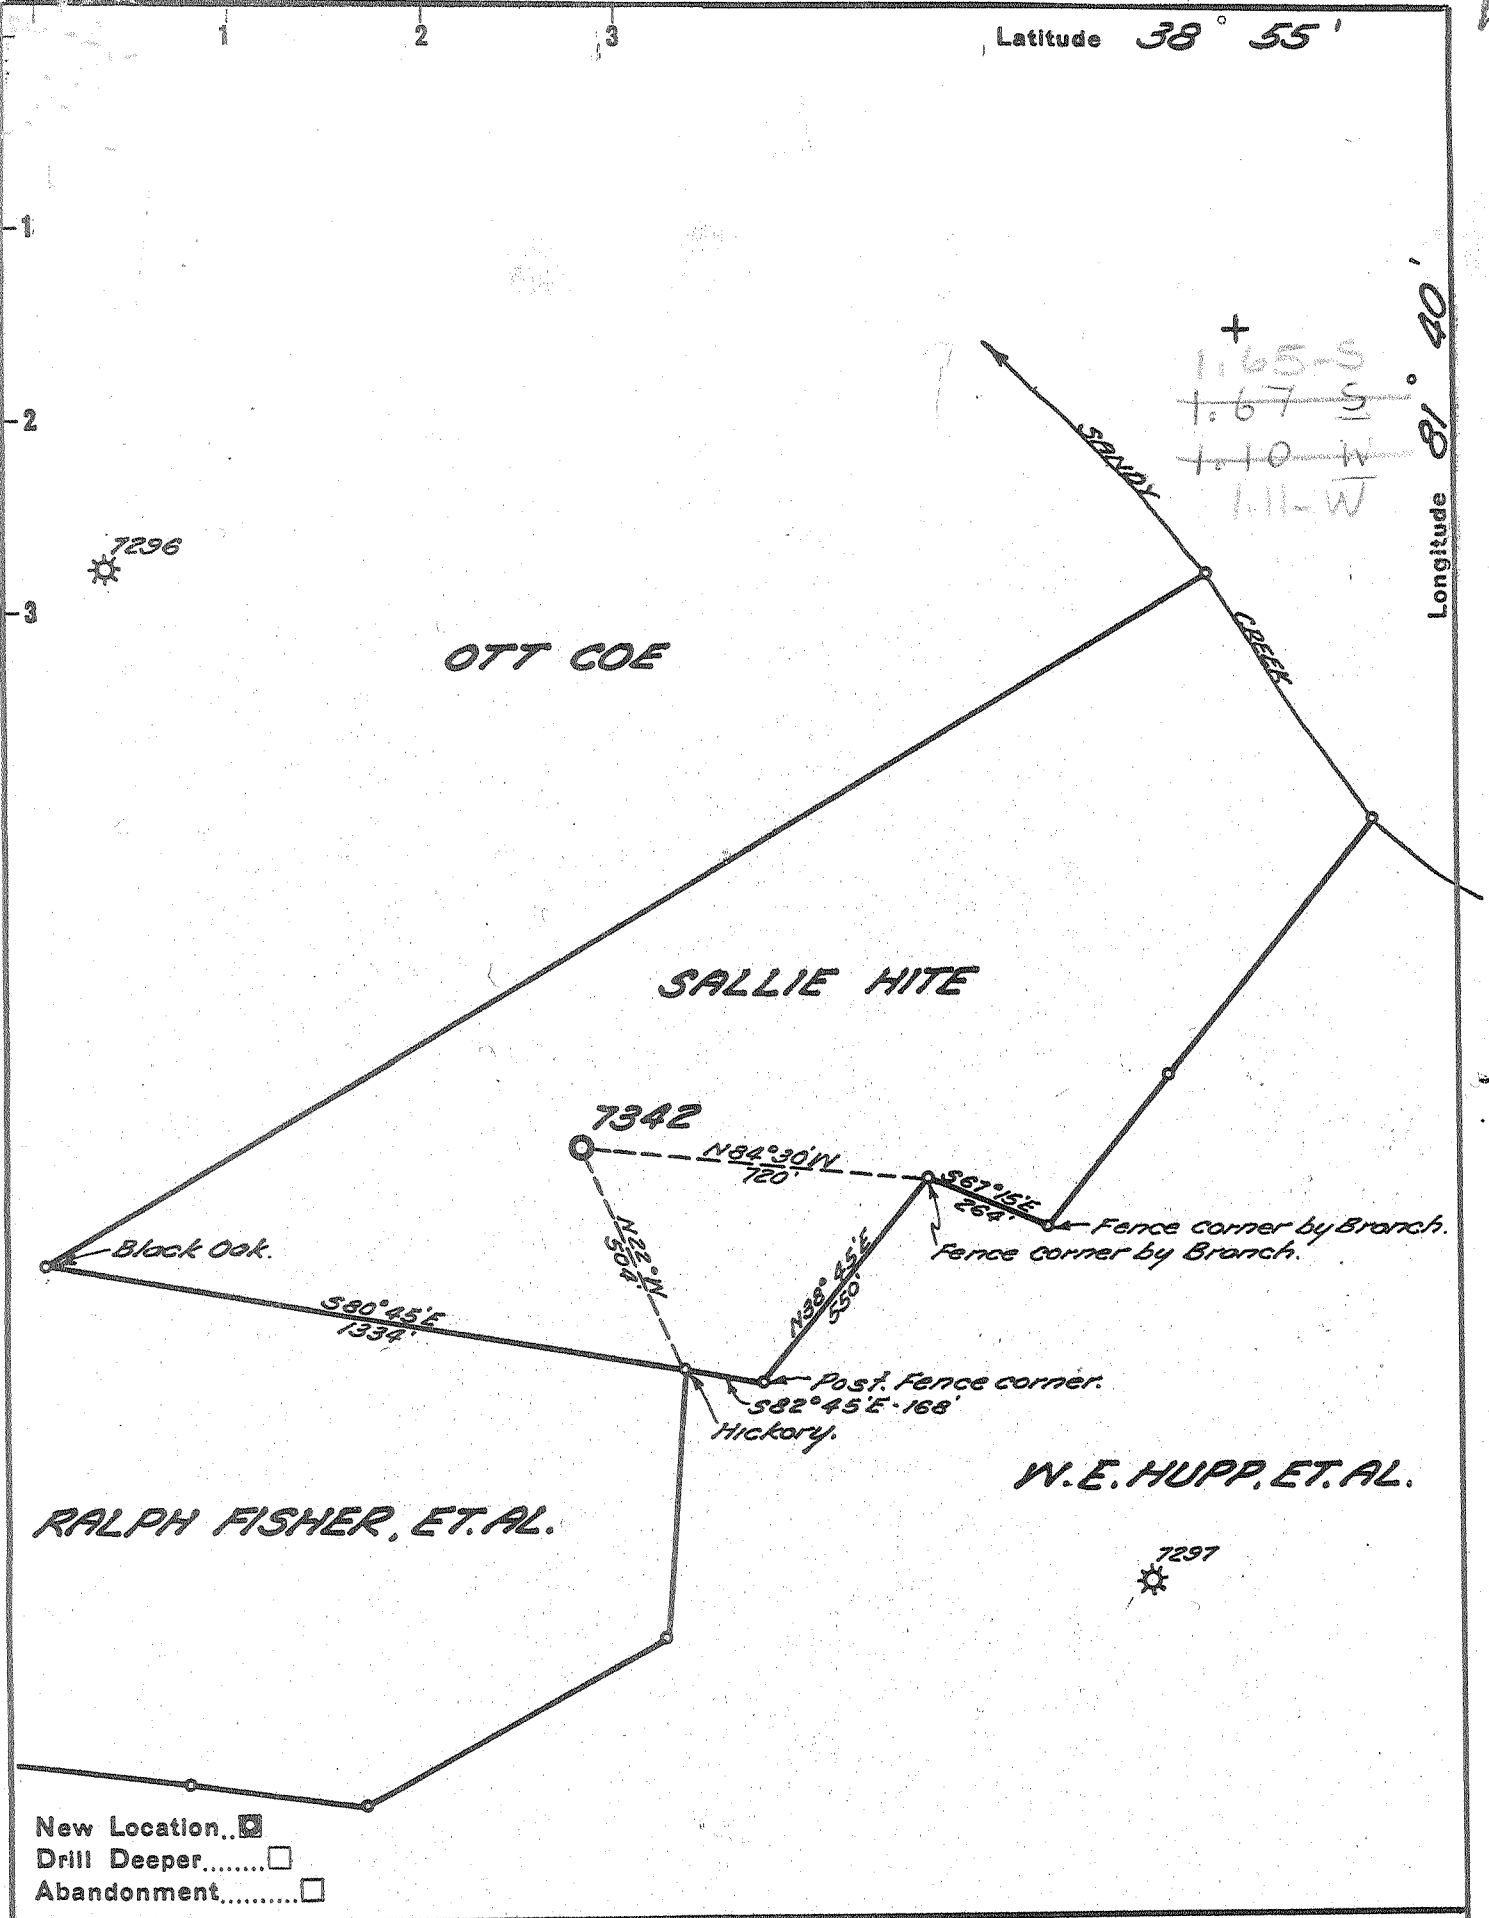 1 2 3
Latitude 38° 55'
-1
-2
-3
Longitude 81° 40'
+
1.65-S
1.67 S
1.10 W
1.11-W
SANDY
CREEK
7296
OTT COE
SALLIE HITE
7342
N84°30'W
720'
S67°15'E
264'
Fence corner by Branch.
Fence corner by Branch.
Black Oak.
N22°W
504'
N38°45'E
550'
S80°45'E
1334'
Post. Fence corner.
S82°45'E-168'
Hickory.
W.E. HUPP, ET. AL.
RALPH FISHER, ET. AL.
7297
New Location..
Drill Deeper........
Abandonment..........